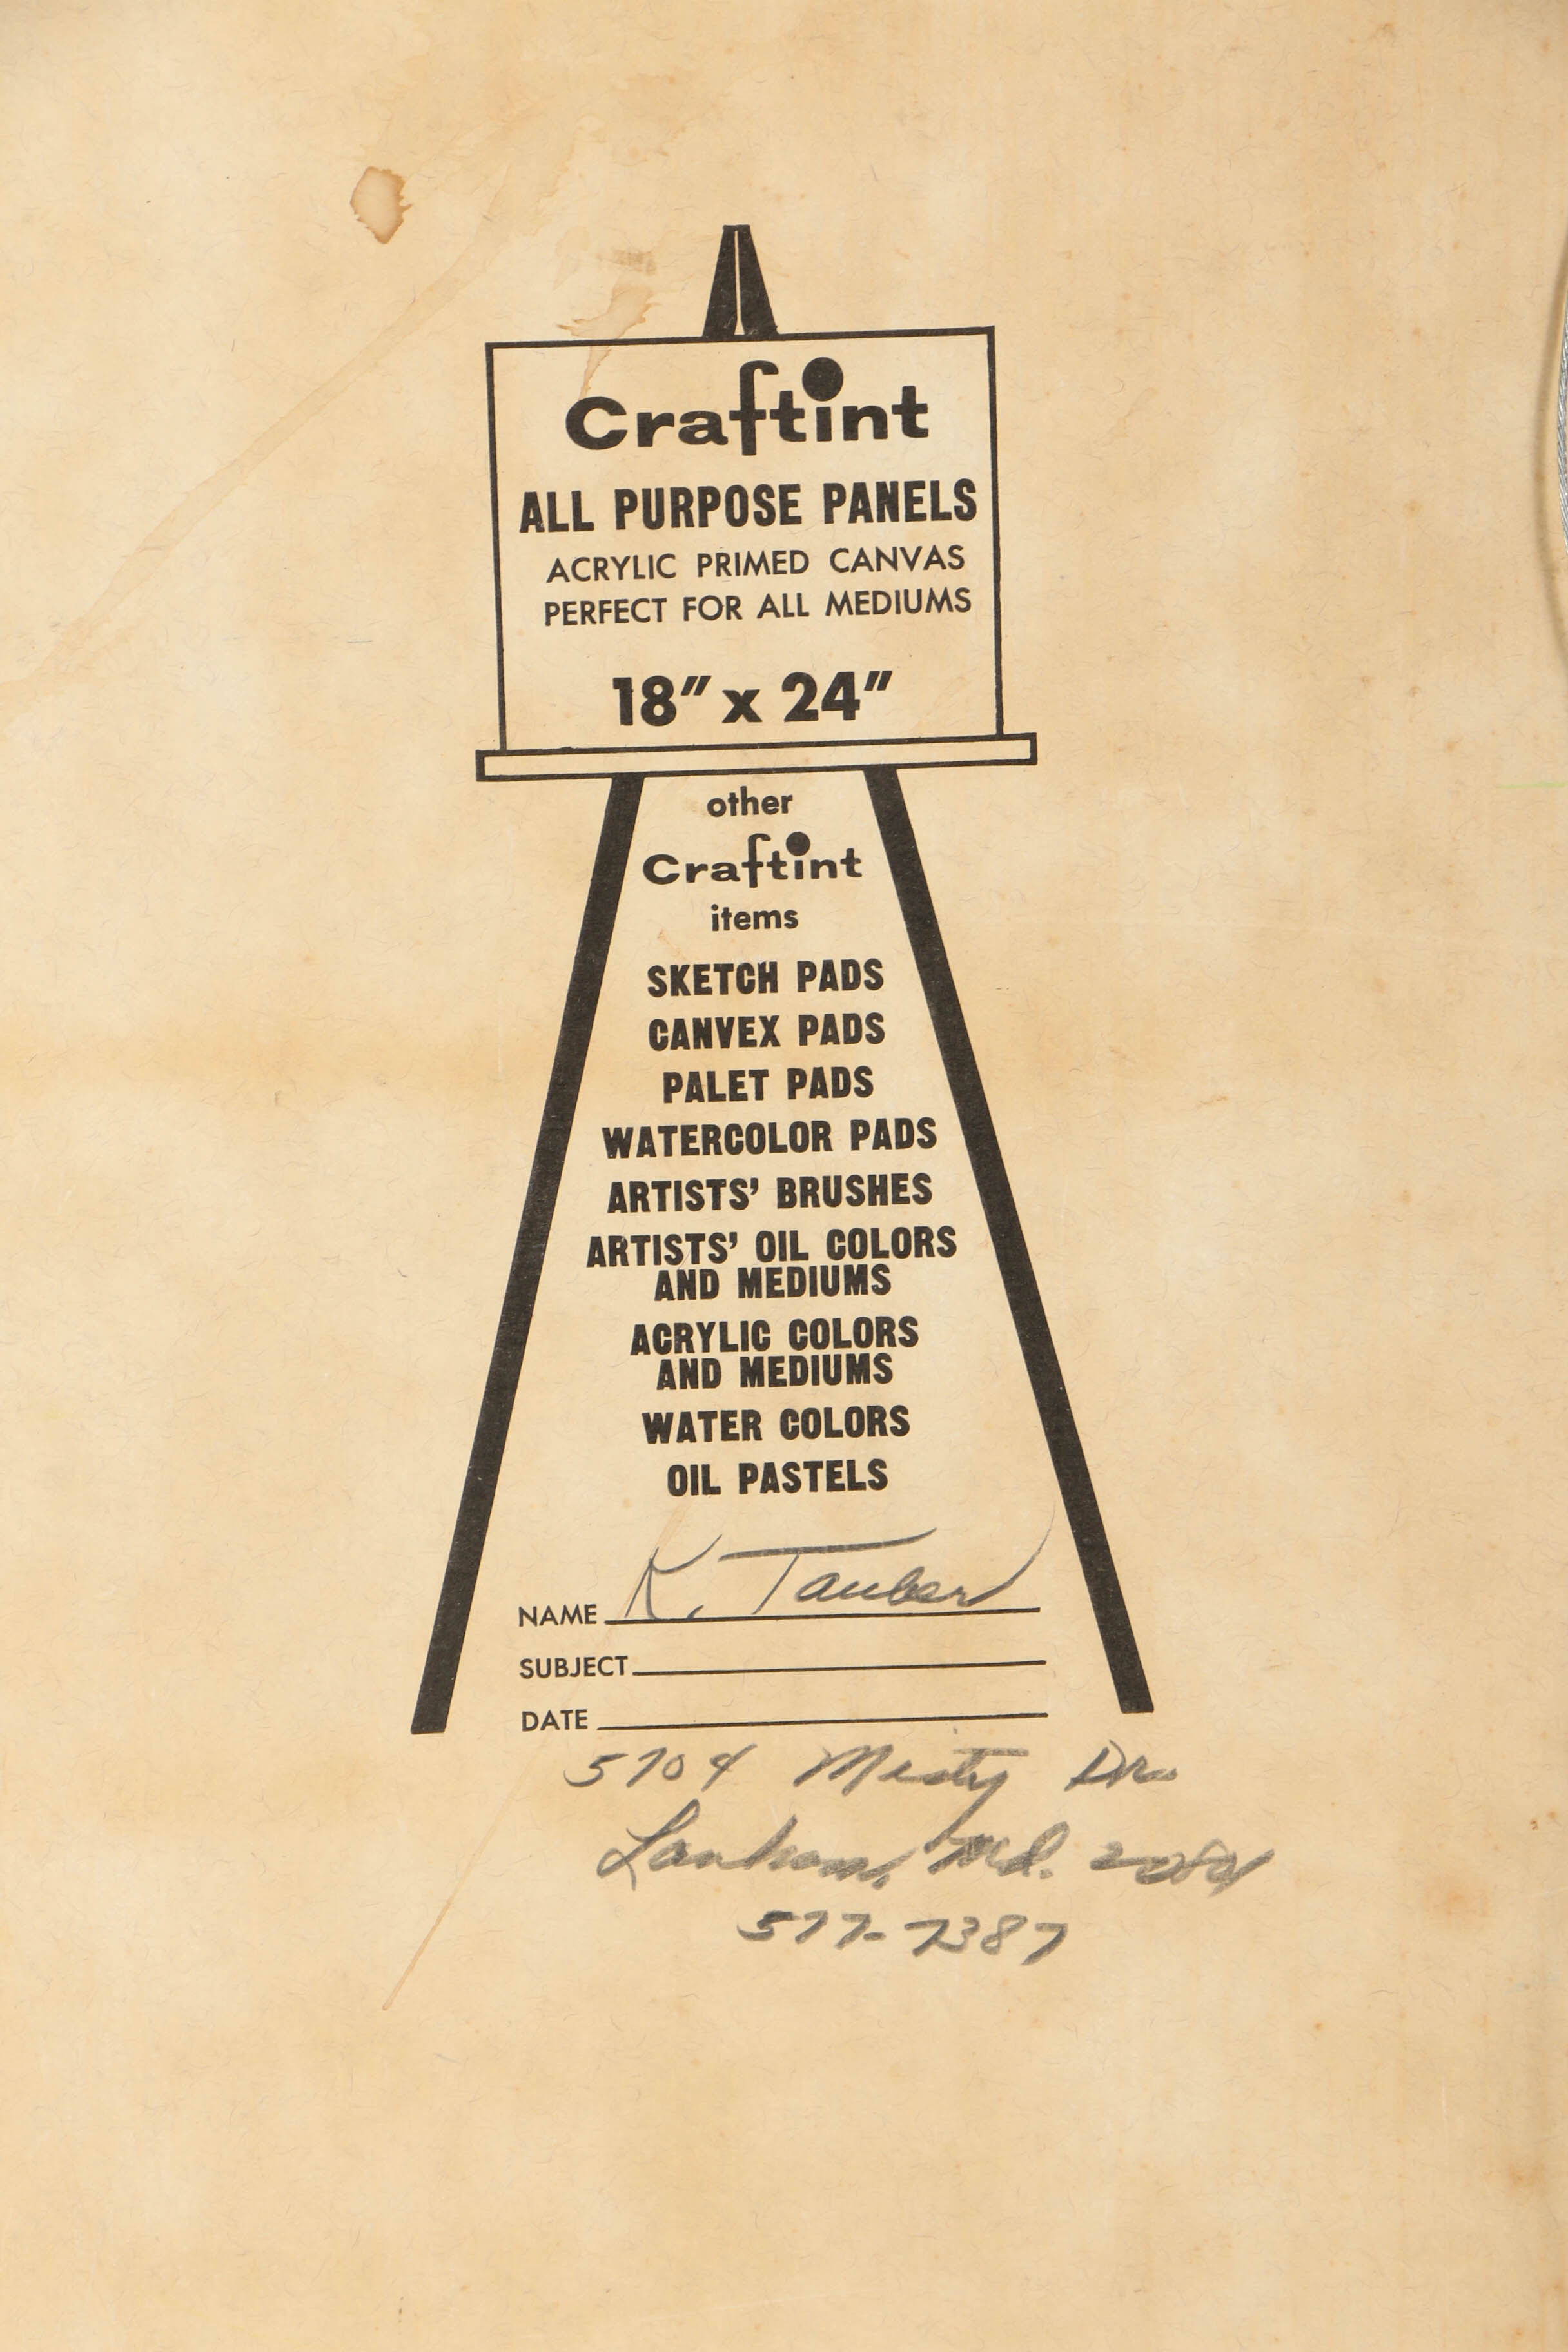 Craftint
ALL PURPOSE PANELS
ACRYLIC PRIMED CANVAS
PERFECT FOR ALL MEDIUMS
18" x 24"
other
Craftint
items
SKETCH PADS
CANVEX PADS
PALET PADS
WATERCOLOR PADS
ARTISTS' BRUSHES
ARTISTS' OIL COLORS
AND MEDIUMS
ACRYLIC COLORS
AND MEDIUMS
WATER COLORS
OIL PASTELS
NAME K. Tauber
SUBJECT
DATE
5704 Misty Dr.
Lanham, Md.
577-7387